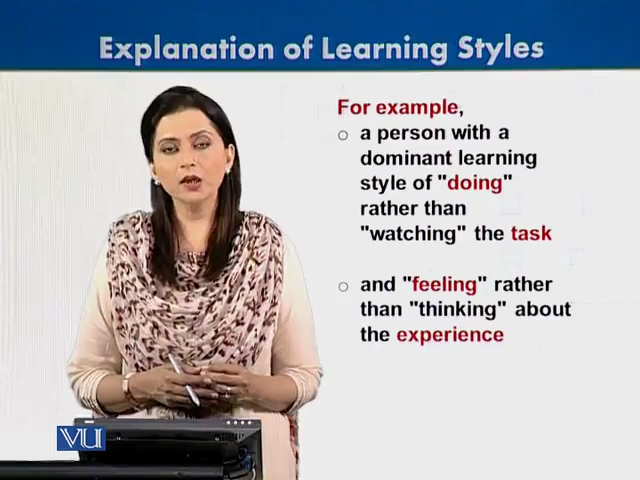 Explanation of Learning Styles
For example,
a person with a
dominant learning
style of "doing"
rather than
"watching" the task
and "feeling" rather
than "thinking" about
the experience
VU